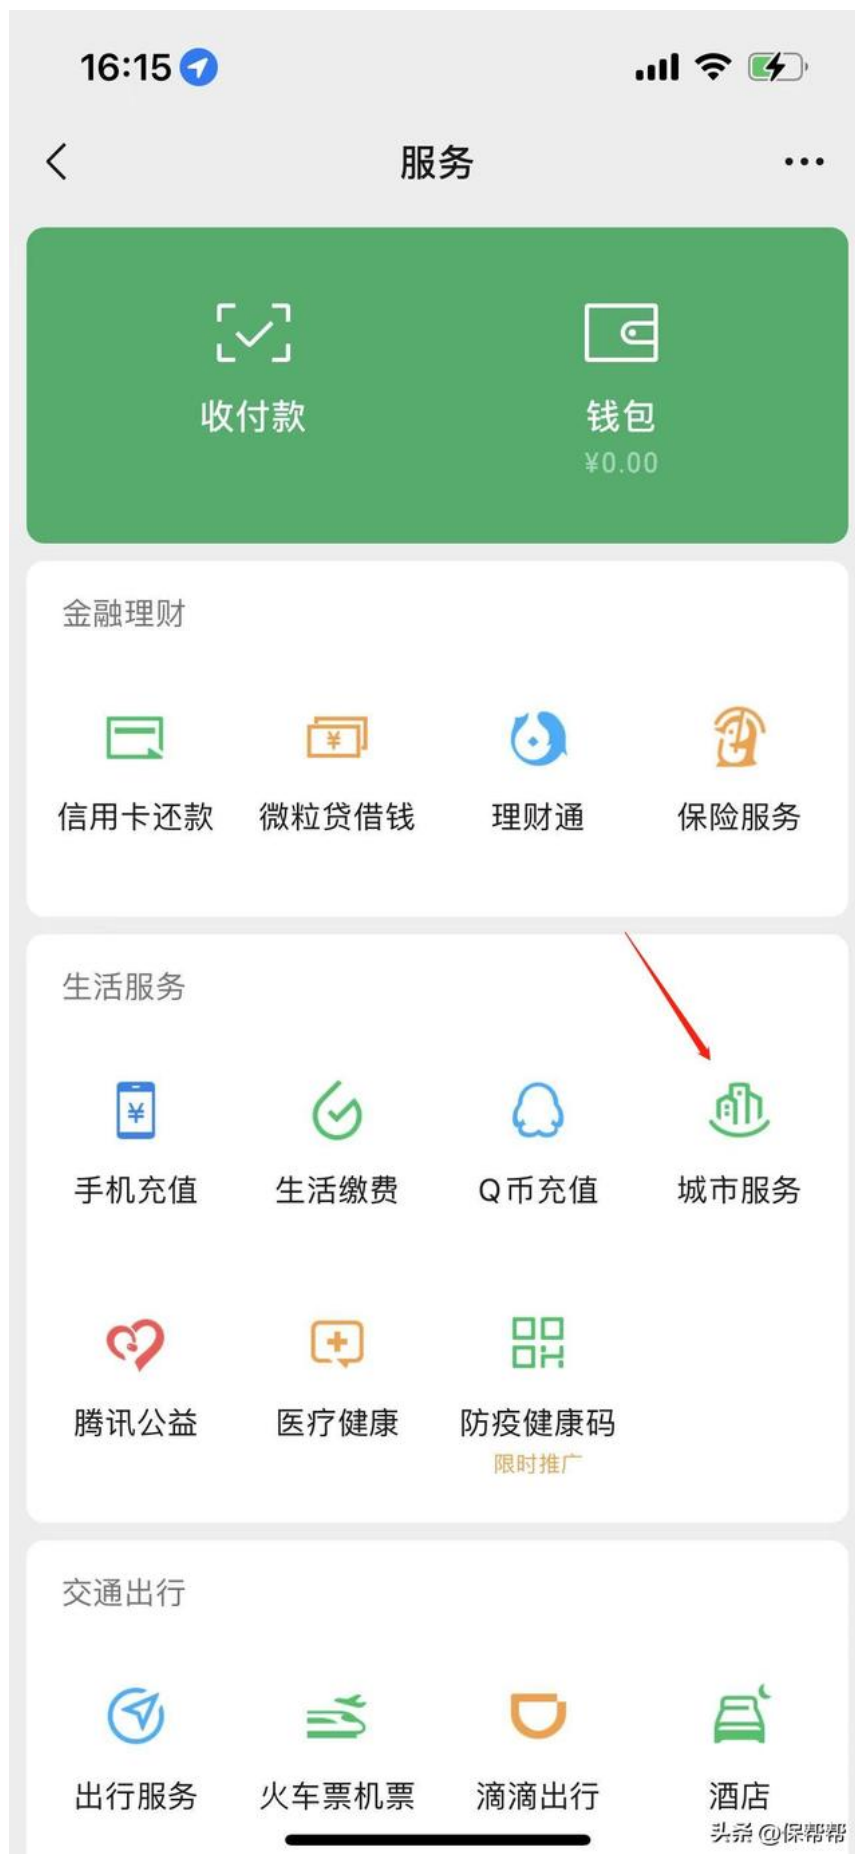 16:15
服务
收付款 钱包
¥0.00
金融理财
信用卡还款 微粒贷借钱 理财通 保险服务
生活服务
手机充值 生活缴费 Q币充值 城市服务
腾讯公益 医疗健康 防疫健康码
限时推广
交通出行
出行服务 火车票机票 滴滴出行 酒店
头条 @保帮帮